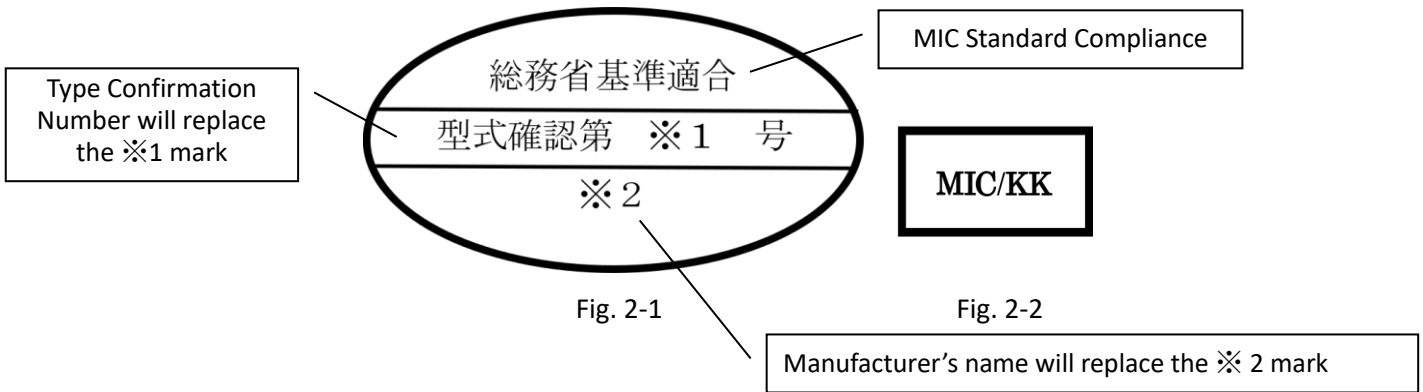 MIC Standard Compliance
総務省基準適合
Type Confirmation
Number will replace
the ※1 mark
型式確認第 ※1 号
※2
MIC/KK
Fig. 2-1
Fig. 2-2
Manufacturer’s name will replace the ※ 2 mark